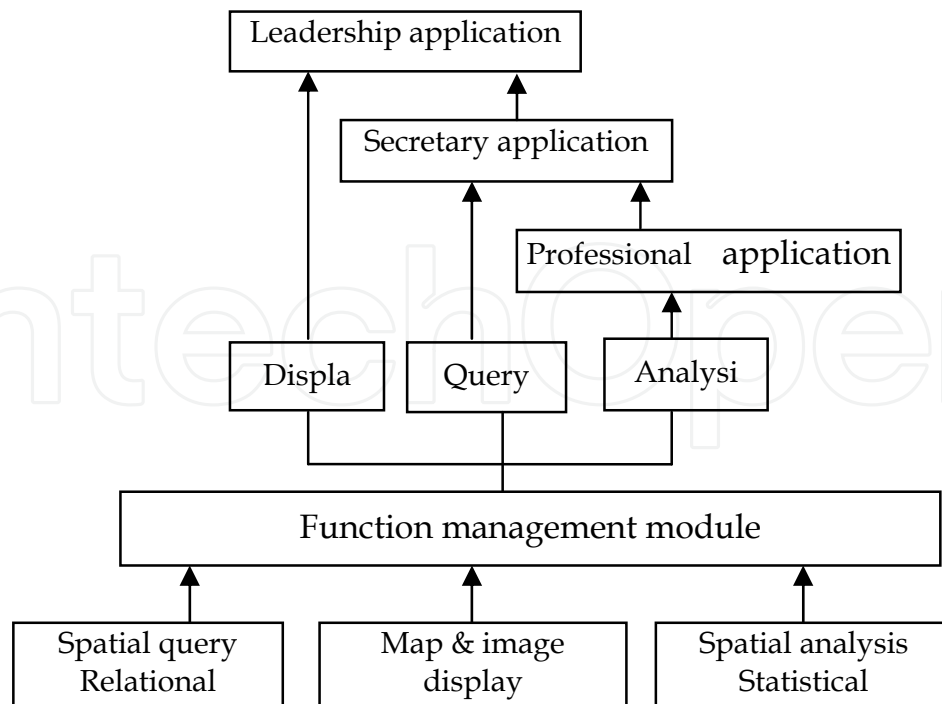 Leadership application
Secretary application
Professional application
Displa
Query
Analysi
Function management module
Spatial query
Relational
Map & image
display
Spatial analysis
Statistical
ntechOpen